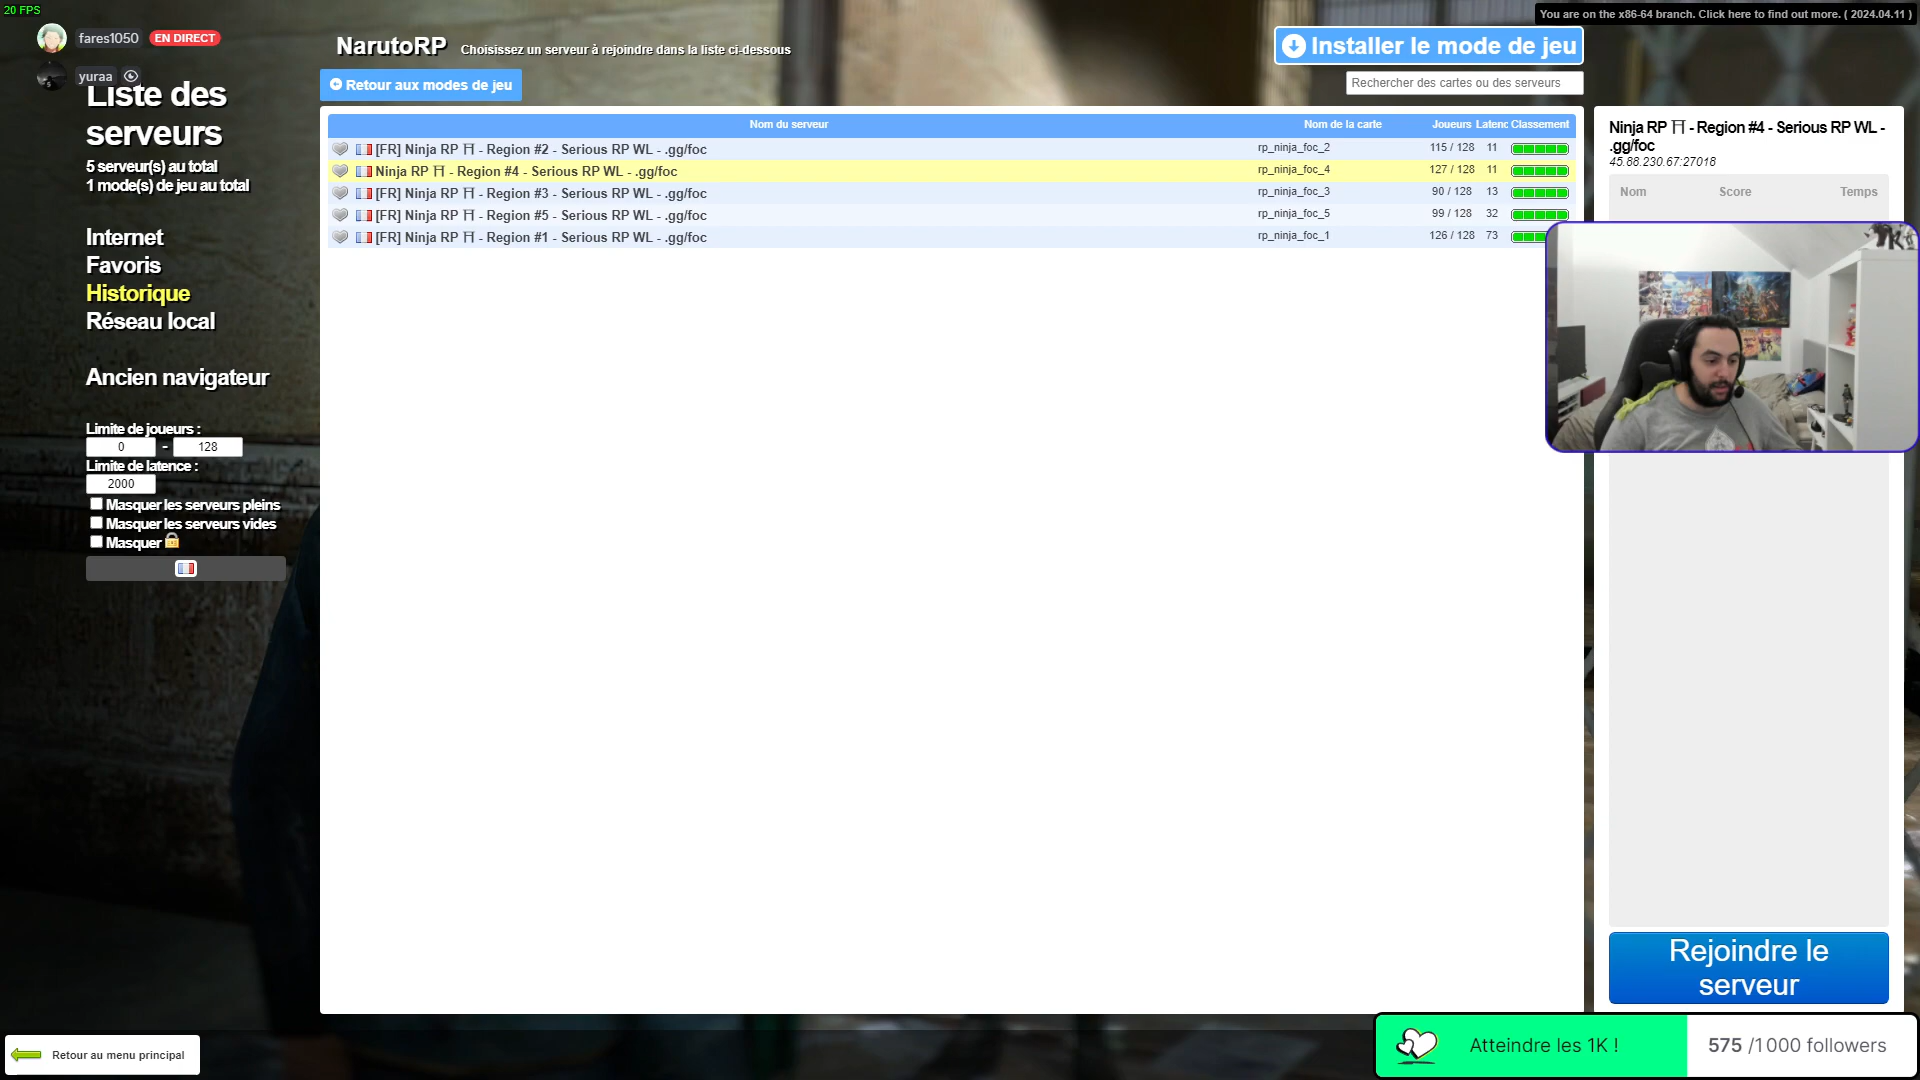 20 FPS
fares1050 EN DIRECT
yuraa
You are on the x86-64 branch. Click here to find out more. ( 2024.04.11 )
NarutoRP Choisissez un serveur à rejoindre dans la liste ci-dessous
Installer le mode de jeu
Retour aux modes de jeu
Rechercher des cartes ou des serveurs
Liste des
serveurs
5 serveur(s) au total
1 mode(s) de jeu au total
Internet
Favoris
Historique
Réseau local
Ancien navigateur
Limite de joueurs :
0 - 128
Limite de latence :
2000
Masquer les serveurs pleins
Masquer les serveurs vides
Masquer
Nom du serveur Nom de la carte Joueurs Latenc Classement
[FR] Ninja RP ⛩ - Region #2 - Serious RP WL - .gg/foc rp_ninja_foc_2 115 / 128 11
Ninja RP ⛩ - Region #4 - Serious RP WL - .gg/foc rp_ninja_foc_4 127 / 128 11
[FR] Ninja RP ⛩ - Region #3 - Serious RP WL - .gg/foc rp_ninja_foc_3 90 / 128 13
[FR] Ninja RP ⛩ - Region #5 - Serious RP WL - .gg/foc rp_ninja_foc_5 99 / 128 32
[FR] Ninja RP ⛩ - Region #1 - Serious RP WL - .gg/foc rp_ninja_foc_1 126 / 128 73
Ninja RP ⛩ - Region #4 - Serious RP WL -
.gg/foc
45.88.230.67:27018
Nom Score Temps
Rejoindre le
serveur
Retour au menu principal
Atteindre les 1K ! 575 /1000 followers